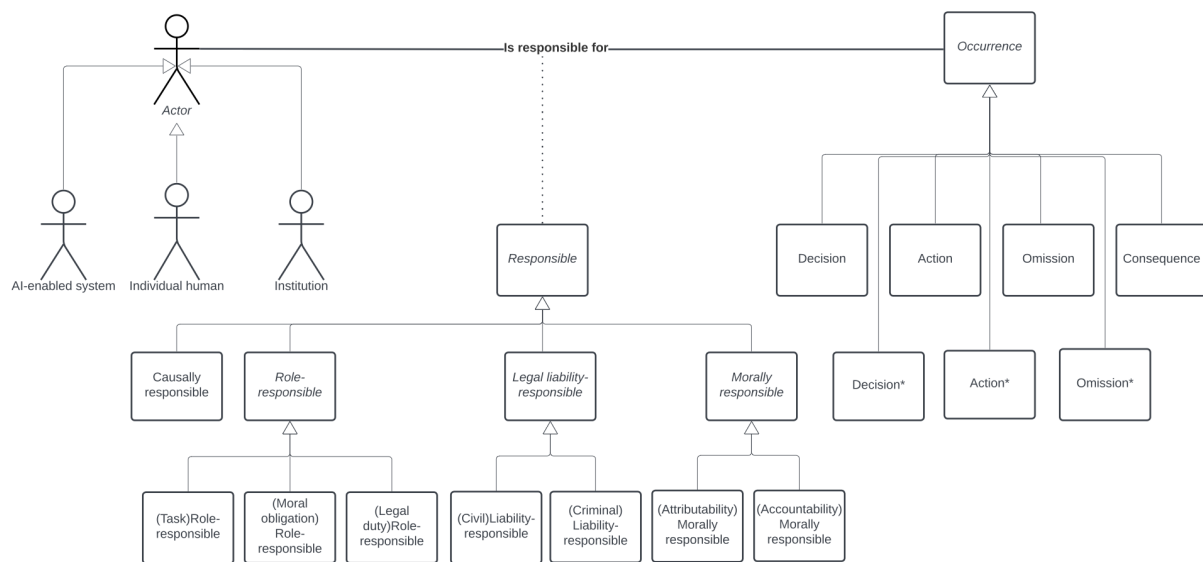 Is responsible for
Occurrence
Actor
AI-enabled system
Individual human
Institution
Responsible
Decision
Action
Omission
Consequence
Causally
responsible
Role-
responsible
Legal liability-
responsible
Morally
responsible
Decision*
Action*
Omission*
(Task)Role-
responsible
(Moral
obligation)
Role-
responsible
(Legal
duty)Role-
responsible
(Civil)Liability-
responsible
(Criminal)
Liability-
responsible
(Attributability)
Morally
responsible
(Accountability)
Morally
responsible